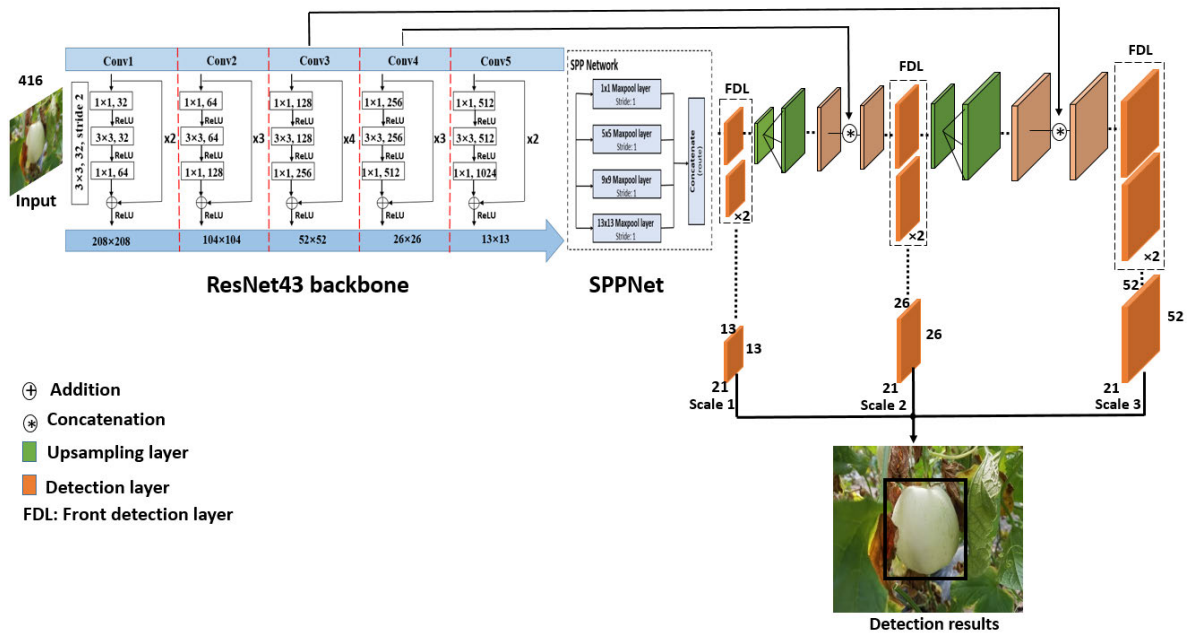 416
Input
Conv1
Conv2
Conv3
Conv4
Conv5
3×3, 32, stride 2
1×1, 32
ReLU
3×3, 32
ReLU
1×1, 64
ReLU
x2
1×1, 64
ReLU
3×3, 64
ReLU
1×1, 128
ReLU
x3
1×1, 128
ReLU
3×3, 128
ReLU
1×1, 256
ReLU
x4
1×1, 256
ReLU
3×3, 256
ReLU
1×1, 512
ReLU
x3
1×1, 512
ReLU
3×3, 512
ReLU
1×1, 1024
ReLU
x2
208×208
104×104
52×52
26×26
13×13
ResNet43 backbone
SPP Network
1x1 Maxpool layer
Stride: 1
5x5 Maxpool layer
Stride: 1
9x9 Maxpool layer
Stride: 1
13x13 Maxpool layer
Stride: 1
Concatenate
(route)
SPPNet
FDL
×2
FDL
×2
FDL
×2
13
13
21
Scale 1
26
26
21
Scale 2
52
52
21
Scale 3
+ Addition
* Concatenation
Upsampling layer
Detection layer
FDL: Front detection layer
Detection results